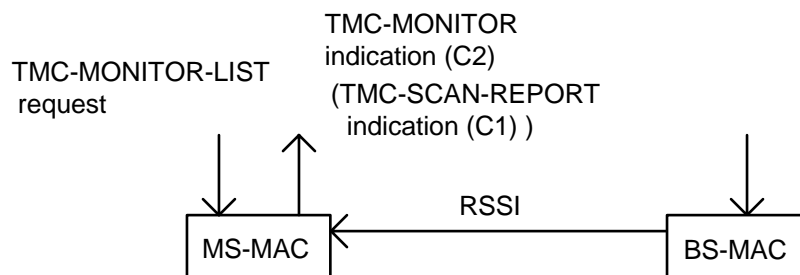 TMC-MONITOR-LIST
request
TMC-MONITOR
indication (C2)
(TMC-SCAN-REPORT
indication (C1) )
RSSI
MS-MAC
BS-MAC